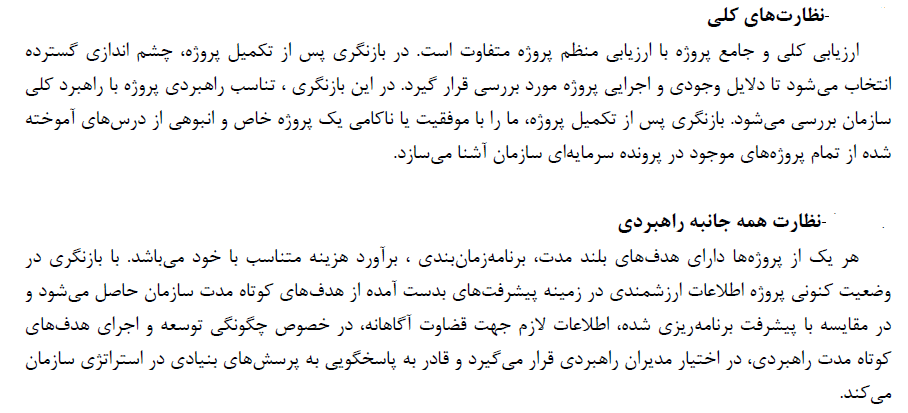 -نظارت‌های کلی
ارزیابی کلی و جامع پروژه با ارزیابی منظم پروژه متفاوت است. در بازنگری پس از تکمیل پروژه، چشم اندازی گسترده
انتخاب می‌شود تا دلایل وجودی و اجرایی پروژه مورد بررسی قرار گیرد. در این بازنگری ، تناسب راهبردی پروژه با راهبرد کلی
سازمان بررسی می‌شود. بازنگری پس از تکمیل پروژه، ما را با موفقیت یا ناکامی یک پروژه خاص و انبوهی از درس‌های آموخته
شده از تمام پروژه‌های موجود در پرونده سرمایه‌ای سازمان آشنا می‌سازد.
-نظارت همه جانبه راهبردی
هر یک از پروژه‌ها دارای هدف‌های بلند مدت، برنامه‌زمان‌بندی ، برآورد هزینه متناسب با خود می‌باشد. با بازنگری در
وضعیت کنونی پروژه اطلاعات ارزشمندی در زمینه پیشرفت‌های بدست آمده از هدف‌های کوتاه مدت سازمان حاصل می‌شود و
در مقایسه با پیشرفت برنامه‌ریزی شده، اطلاعات لازم جهت قضاوت آگاهانه، در خصوص چگونگی توسعه و اجرای هدف‌های
کوتاه مدت راهبردی، در اختیار مدیران راهبردی قرار می‌گیرد و قادر به پاسخگویی به پرسش‌های بنیادی در استراتژی سازمان
می‌کند.